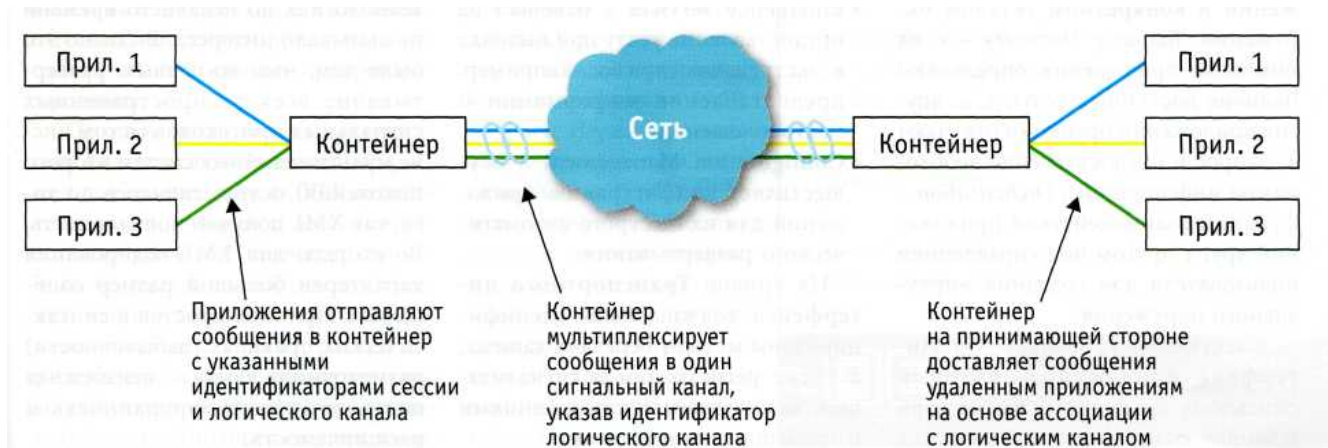 Прил. 1
Прил. 2
Прил. 3
Контейнер
Сеть
Контейнер
Прил. 1
Прил. 2
Прил. 3
Приложения отправляют
сообщения в контейнер
с указанными
идентификаторами сессии
и логического канала
Контейнер
мультиплексирует
сообщения в один
сигнальный канал,
указав идентификатор
логического канала
Контейнер
на принимающей стороне
доставляет сообщения
удаленным приложениям
на основе ассоциации
с логическим каналом